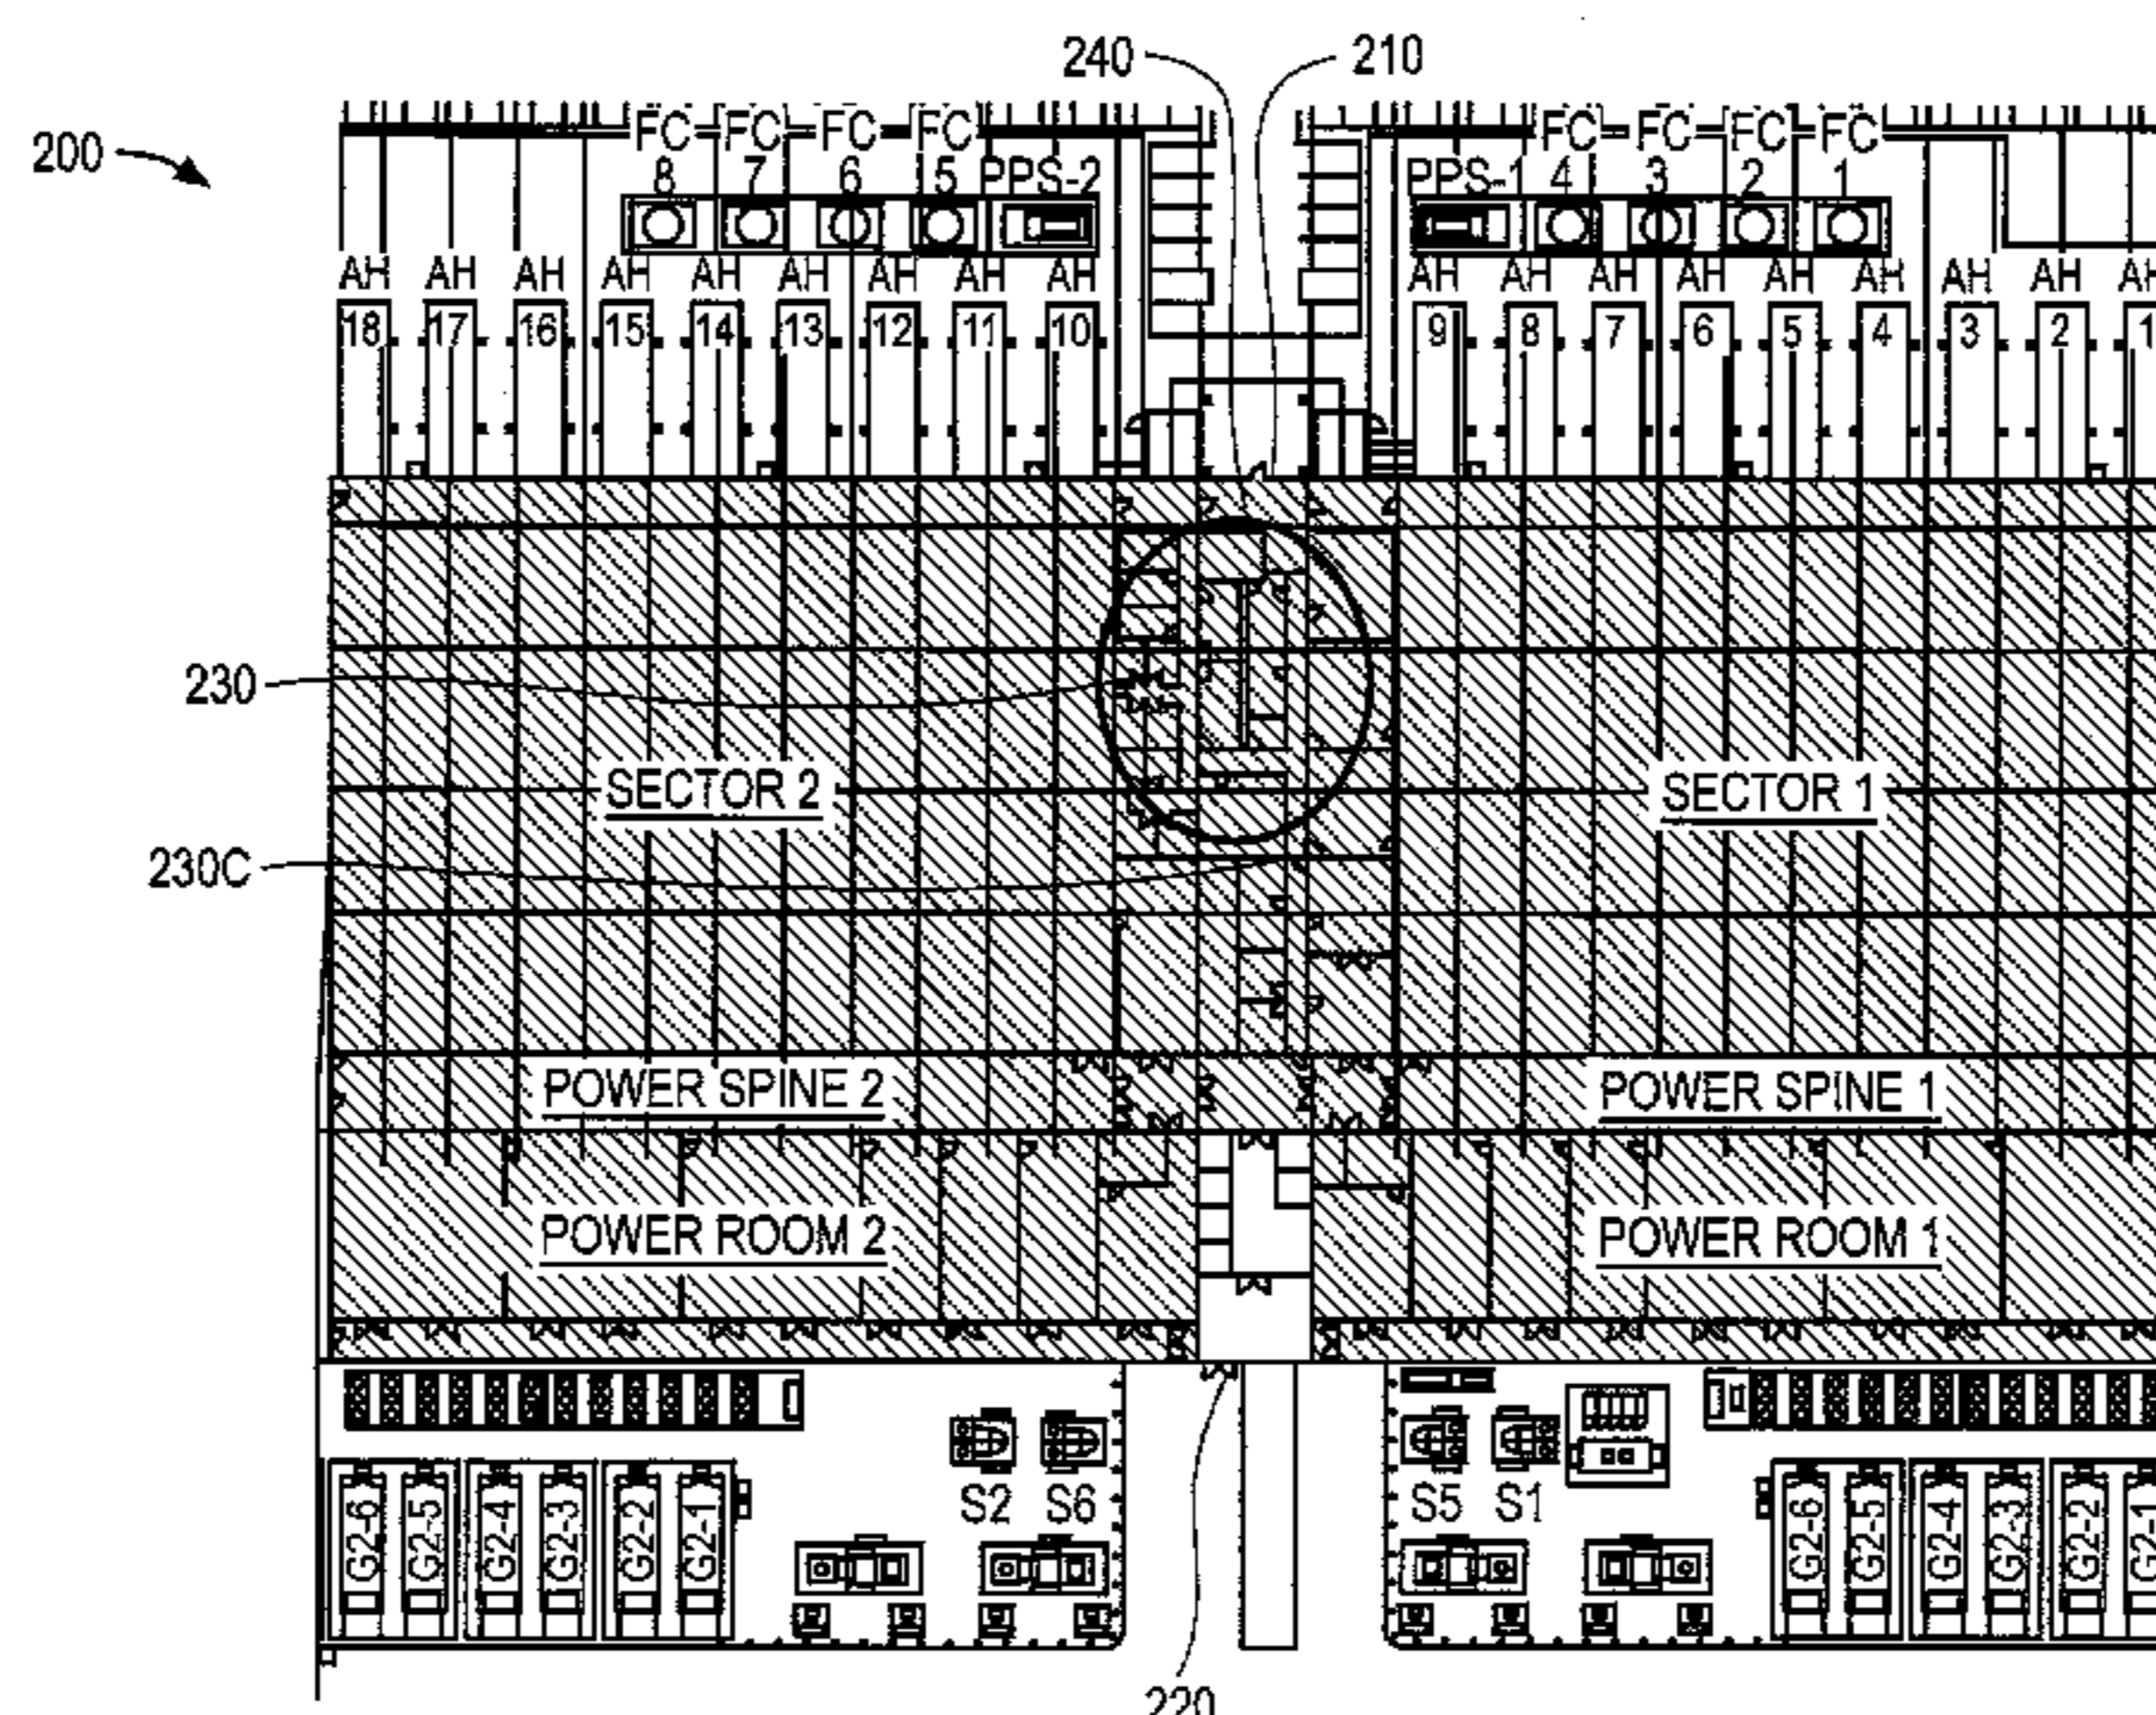 240 210
200
FC FC FC FC FC FC FC FC
8 7 6 5 PPS-2 PPS-1 4 3 2 1
AH AH AH AH AH AH AH AH AH AH AH AH AH AH AH AH AH AH
18 17 16 15 14 13 12 11 10 9 8 7 6 5 4 3 2 1
230
SECTOR 2 SECTOR 1
230C
POWER SPINE 2 POWER SPINE 1
POWER ROOM 2 POWER ROOM 1
S2 S6 S5 S1
G2-6 G2-5 G2-4 G2-3 G2-2 G2-1 G2-6 G2-5 G2-4 G2-3 G2-2 G2-1
220